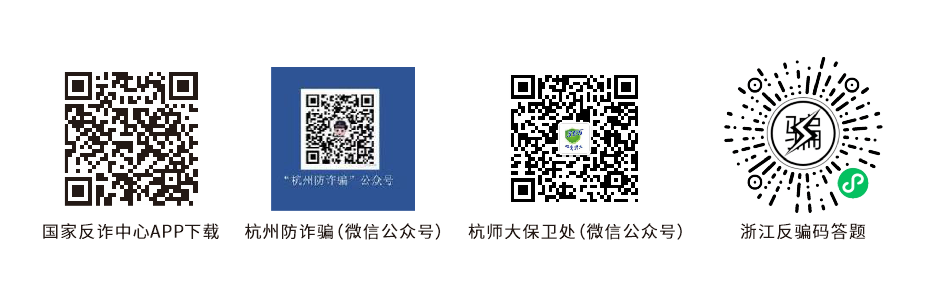 骗
“杭州防诈骗”公众号
国家反诈中心APP下载
杭州防诈骗(微信公众号)
杭师大保卫处(微信公众号)
浙江反骗码答题